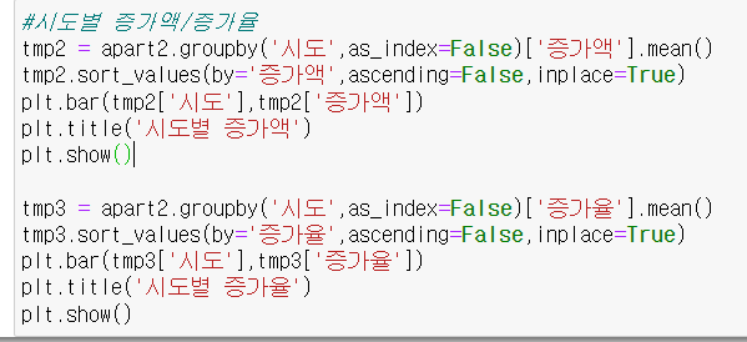 #시도별 증가액/증가율
tmp2 = apart2.groupby('시도',as_index=False)['증가액'].mean()
tmp2.sort_values(by='증가액',ascending=False,inplace=True)
plt.bar(tmp2['시도'],tmp2['증가액'])
plt.title('시도별 증가액')
plt.show()
tmp3 = apart2.groupby('시도',as_index=False)['증가율'].mean()
tmp3.sort_values(by='증가율',ascending=False,inplace=True)
plt.bar(tmp3['시도'],tmp3['증가율'])
plt.title('시도별 증가율')
plt.show()